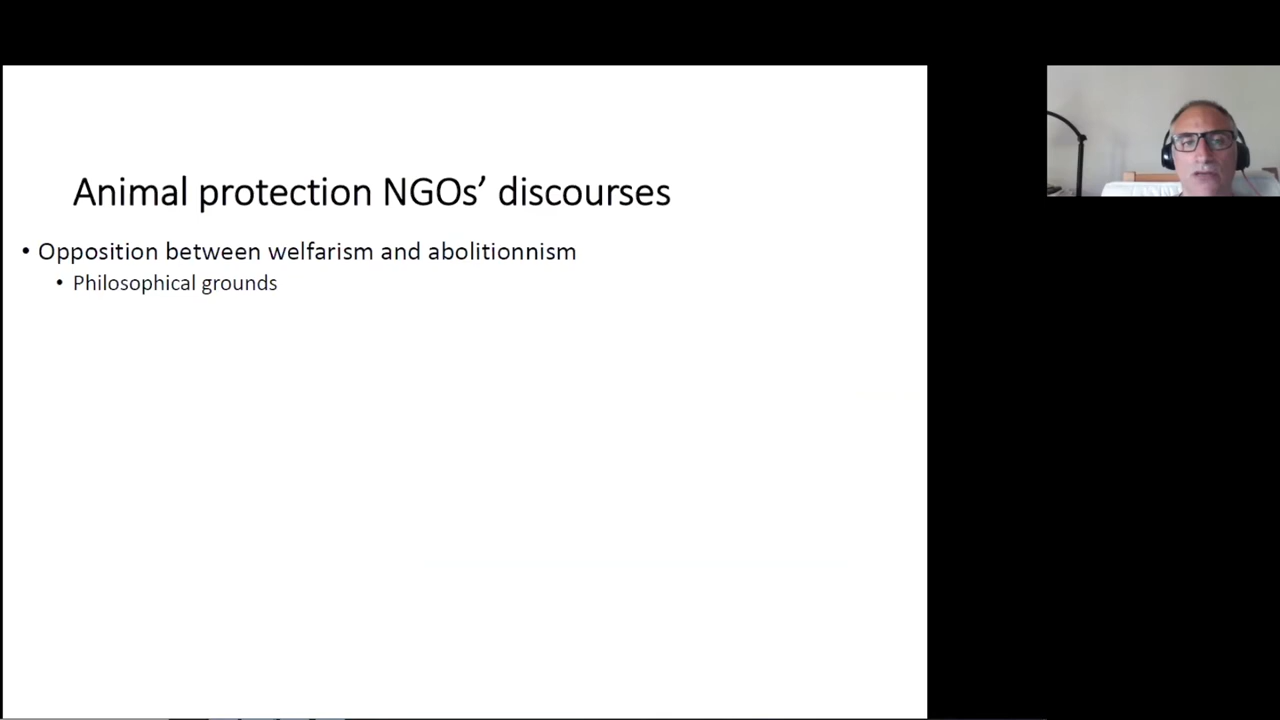 Animal protection NGOs’ discourses
• Opposition between welfarism and abolitionnism
• Philosophical grounds